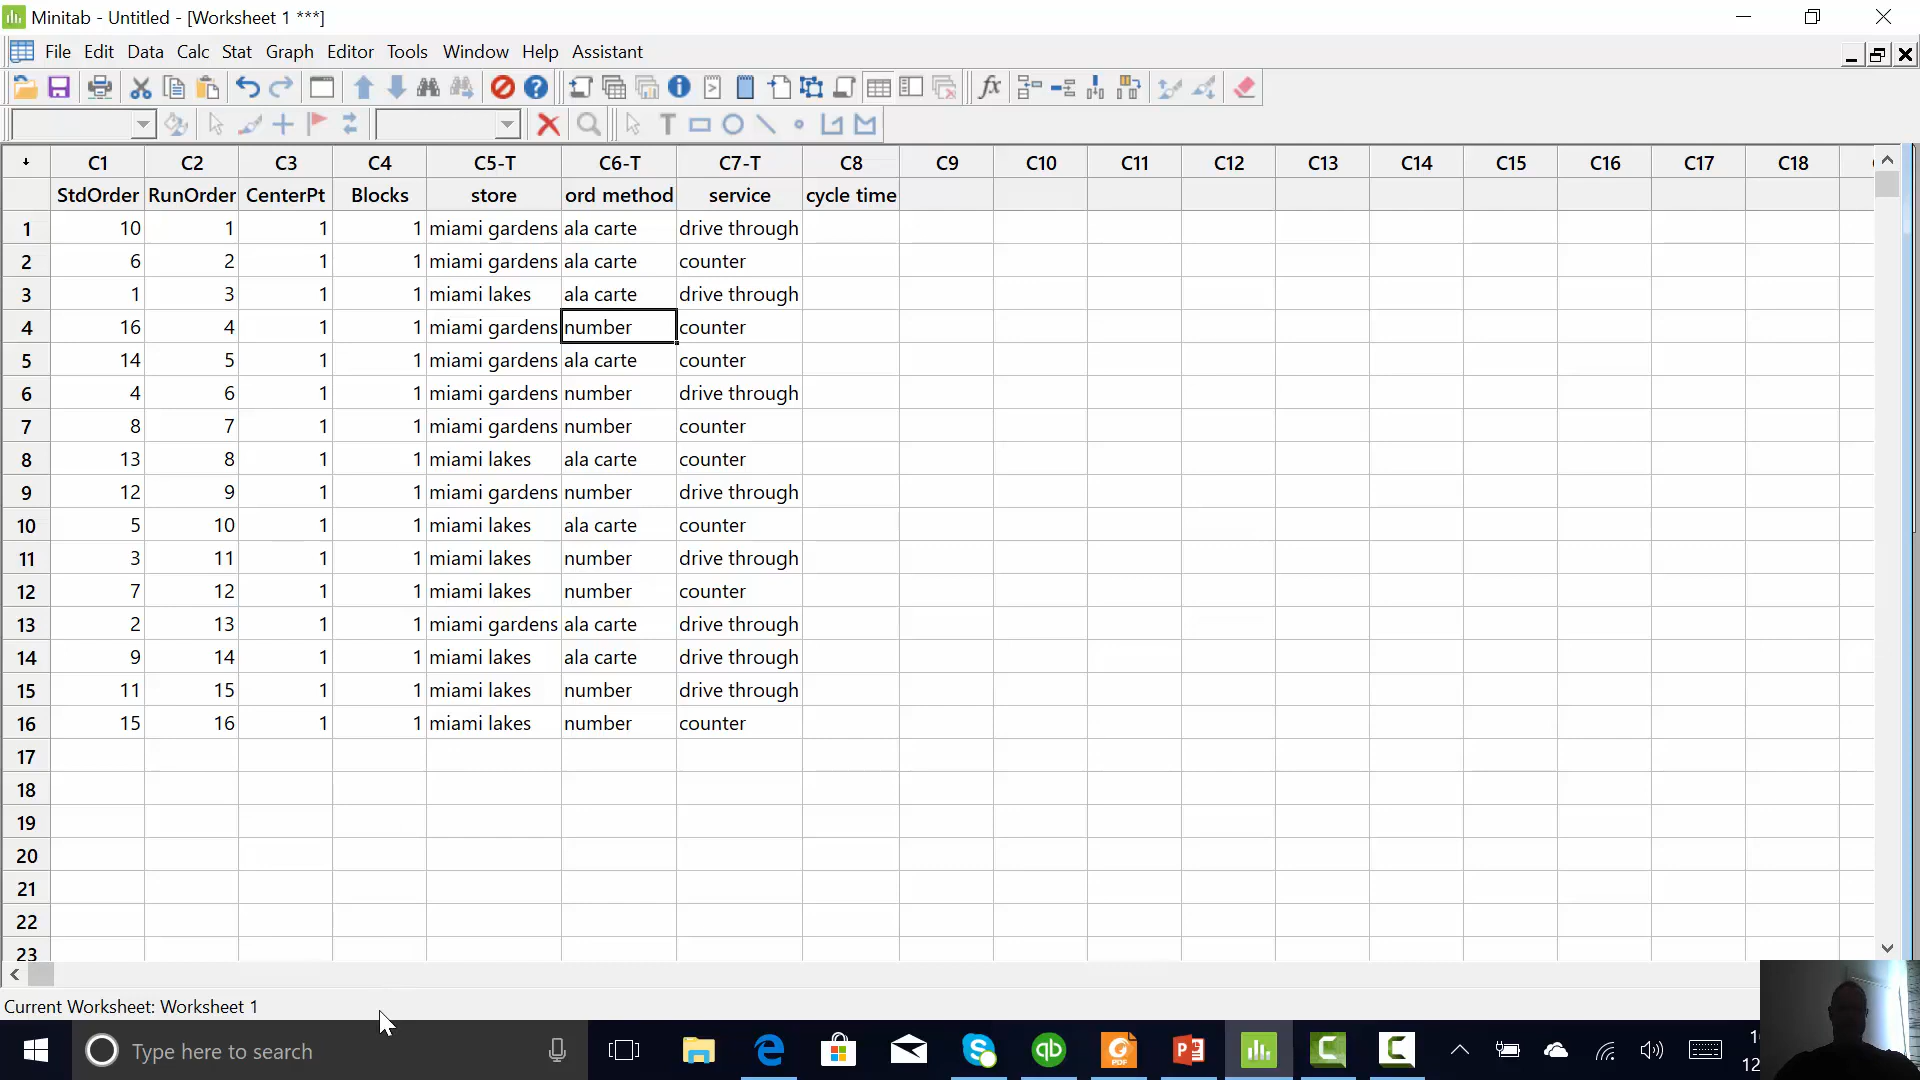 Minitab - Untitled - [Worksheet 1 ***]
File Edit Data Calc Stat Graph Editor Tools Window Help Assistant
C1 C2 C3 C4 C5-T C6-T C7-T C8 C9 C10 C11 C12 C13 C14 C15 C16 C17 C18
StdOrder RunOrder CenterPt Blocks store ord method service cycle time
1 10 1 1 1 miami gardens ala carte drive through
2 6 2 1 1 miami gardens ala carte counter
3 1 3 1 1 miami lakes ala carte drive through
4 16 4 1 1 miami gardens number counter
5 14 5 1 1 miami gardens ala carte counter
6 4 6 1 1 miami gardens number drive through
7 8 7 1 1 miami gardens number counter
8 13 8 1 1 miami lakes ala carte counter
9 12 9 1 1 miami gardens number drive through
10 5 10 1 1 miami lakes ala carte counter
11 3 11 1 1 miami lakes number drive through
12 7 12 1 1 miami lakes number counter
13 2 13 1 1 miami gardens ala carte drive through
14 9 14 1 1 miami lakes ala carte drive through
15 11 15 1 1 miami lakes number drive through
16 15 16 1 1 miami lakes number counter
17
18
19
20
21
22
23
Current Worksheet: Worksheet 1
Type here to search